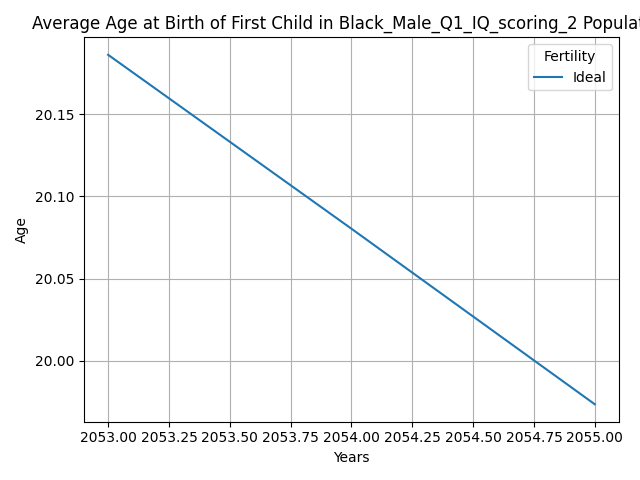 Average Age at Birth of First Child in Black_Male_Q1_IQ_scoring_2 Populat
Fertility
Ideal
20.15
20.10
20.05
20.00
Age
2053.00 2053.25 2053.50 2053.75 2054.00 2054.25 2054.50 2054.75 2055.00
Years